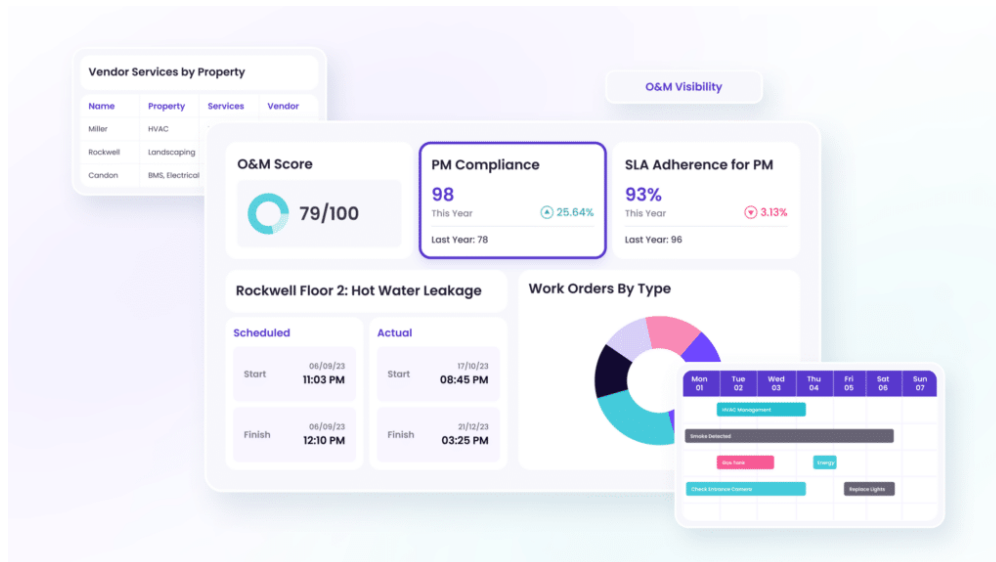 Vendor Services by Property
Name Property Services Vendor
Miller HVAC
Rockwell Landscaping
Candon BMS, Electrical
O&M Visibility
O&M Score
79/100
PM Compliance
98
This Year 25.64%
Last Year: 78
SLA Adherence for PM
93%
This Year 3.13%
Last Year: 96
Rockwell Floor 2: Hot Water Leakage
Scheduled
Start 06/09/23
11:03 PM
Finish 06/09/23
12:10 PM
Actual
Start 17/10/23
08:45 PM
Finish 21/12/23
03:25 PM
Work Orders By Type
Mon Tue Wed Thu Fri Sat Sun
01 02 03 04 05 06 07
HVAC Management
Smoke Detected
Energy
Check Entrance Camera
Replace Lights